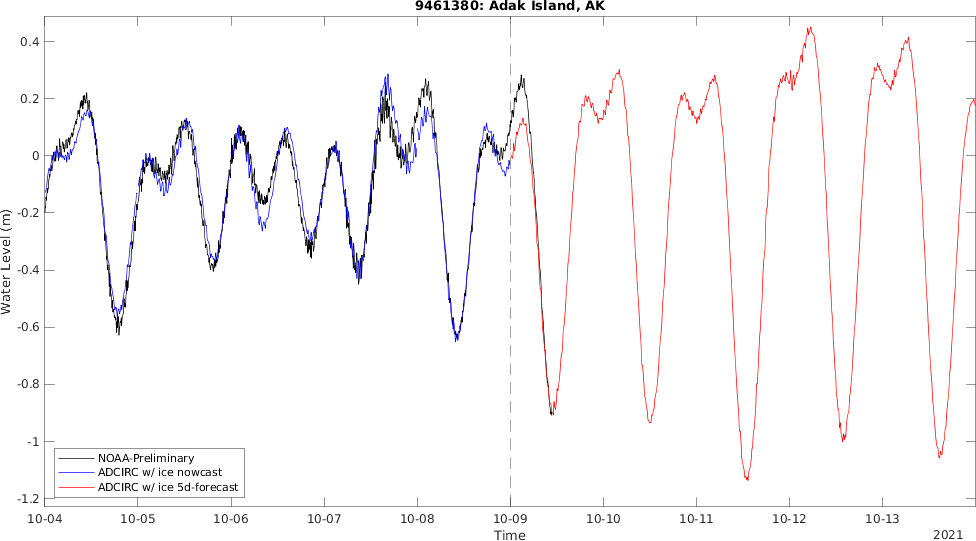 9461380: Adak Island, AK
0.4
0.2
0
-0.2
-0.4
-0.6
-0.8
-1
-1.2
Water Level (m)
NOAA-Preliminary
ADCIRC w/ ice nowcast
ADCIRC w/ ice 5d-forecast
10-04 10-05 10-06 10-07 10-08 10-09 10-10 10-11 10-12 10-13
Time
2021